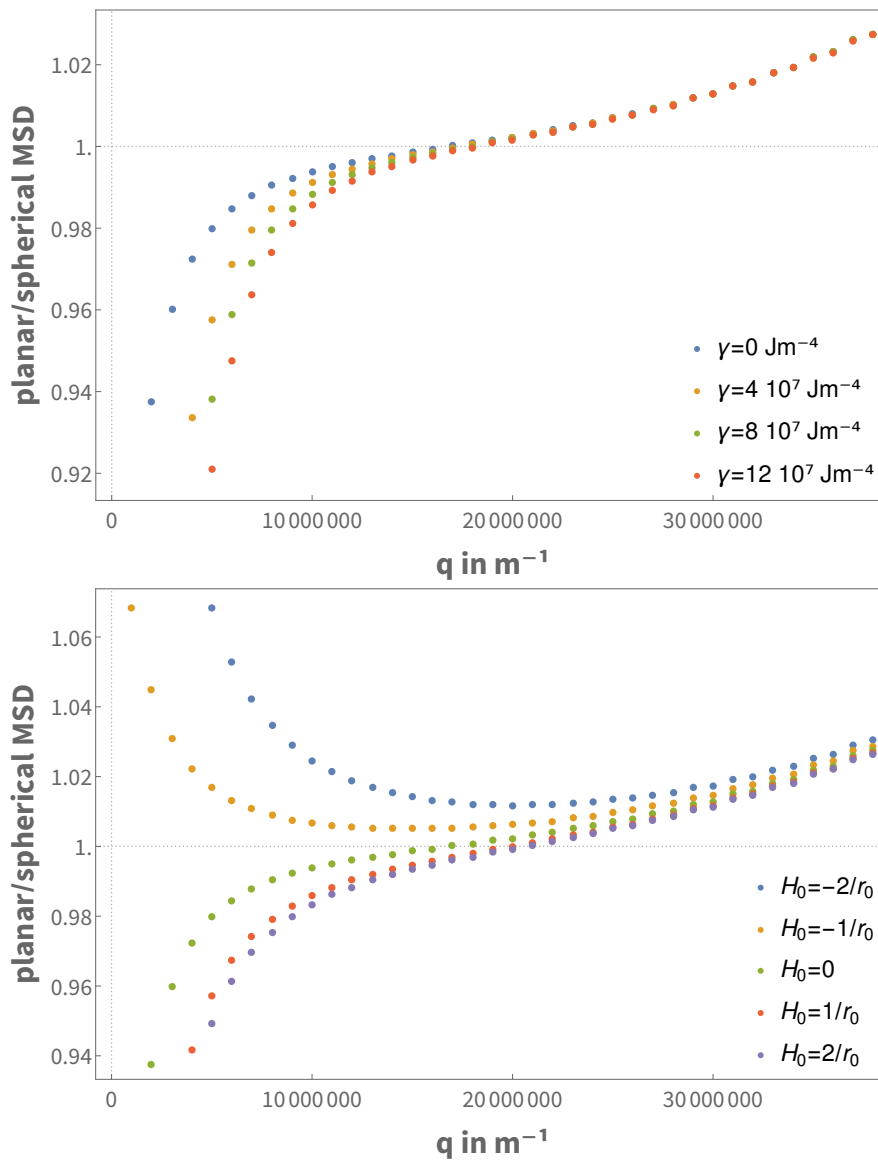 1.02
1.
0.98
0.96
0.94
0.92
planar/spherical MSD
γ=0 Jm⁻⁴
γ=4 10⁷ Jm⁻⁴
γ=8 10⁷ Jm⁻⁴
γ=12 10⁷ Jm⁻⁴
0 10 000 000 20 000 000 30 000 000
q in m⁻¹
1.06
1.04
1.02
1.
0.98
0.96
0.94
planar/spherical MSD
H₀=-2/r₀
H₀=-1/r₀
H₀=0
H₀=1/r₀
H₀=2/r₀
0 10 000 000 20 000 000 30 000 000
q in m⁻¹